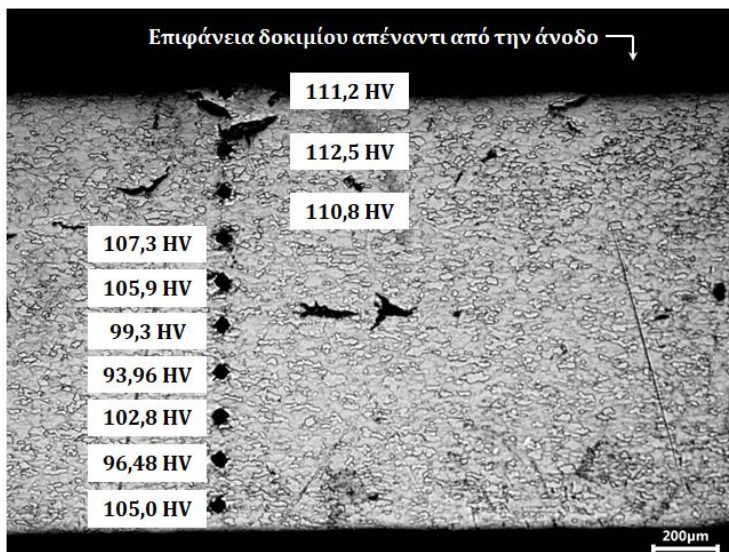 Επιφάνεια δοκιμίου απέναντι από την άνοδο
111,2 HV
112,5 HV
110,8 HV
107,3 HV
105,9 HV
99,3 HV
93,96 HV
102,8 HV
96,48 HV
105,0 HV
200μm